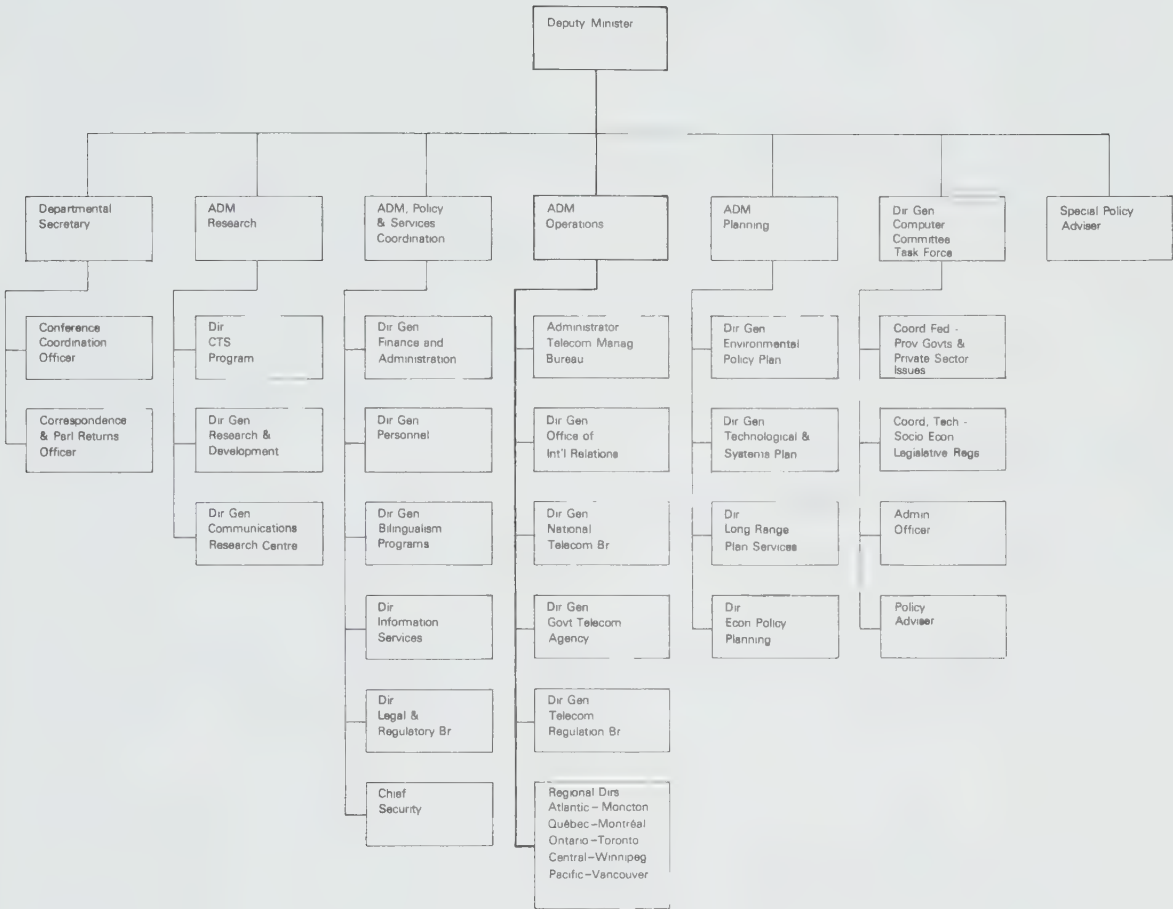 Deputy Minister
Departmental
Secretary
ADM
Research
ADM, Policy
& Services
Coordination
ADM
Operations
ADM
Planning
Dir Gen
Computer
Committee
Task Force
Special Policy
Adviser
Conference
Coordination
Officer
Correspondence
& Parl Returns
Officer
Dir
CTS
Program
Dir Gen
Research &
Development
Dir Gen
Communications
Research Centre
Dir Gen
Finance and
Administration
Dir Gen
Personnel
Dir Gen
Bilingualism
Programs
Dir
Information
Services
Dir
Legal &
Regulatory Br
Chief
Security
Administrator
Telecom Manag
Bureau
Dir Gen
Office of
Int'l Relations
Dir Gen
National
Telecom Br
Dir Gen
Govt Telecom
Agency
Dir Gen
Telecom
Regulation Br
Regional Dirs
Atlantic–Moncton
Québec–Montréal
Ontario–Toronto
Central–Winnipeg
Pacific–Vancouver
Dir Gen
Environmental
Policy Plan
Dir Gen
Technological &
Systems Plan
Dir
Long Range
Plan Services
Dir
Econ Policy
Planning
Coord Fed -
Prov Govts &
Private Sector
Issues
Coord, Tech -
Socio Econ
Legislative Regs
Admin
Officer
Policy
Adviser